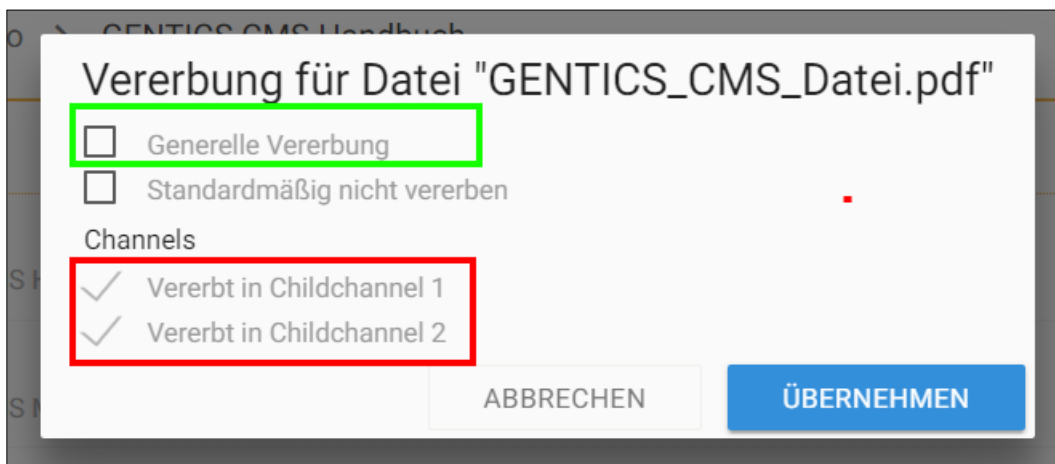 GENTICS CMS Handbuch
Vererbung für Datei "GENTICS_CMS_Datei.pdf"
Generelle Vererbung
Standardmäßig nicht vererben
Channels
Vererbt in Childchannel 1
Vererbt in Childchannel 2
ABBRECHEN
ÜBERNEHMEN